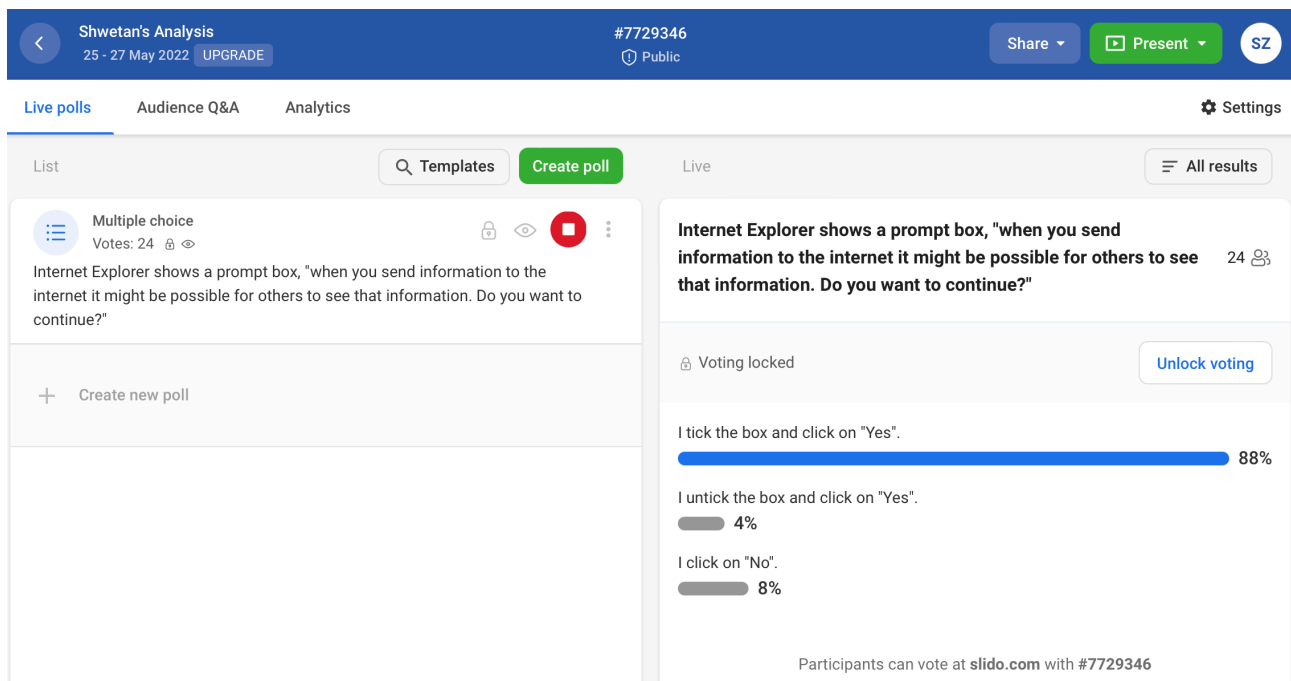 Shwetan's Analysis
25 - 27 May 2022 UPGRADE
#7729346
Public
Share
Present
SZ
Live polls
Audience Q&A
Analytics
Settings
List
Templates
Create poll
Live
All results
Multiple choice
Votes: 24
Internet Explorer shows a prompt box, "when you send information to the
internet it might be possible for others to see that information. Do you want to
continue?"
Create new poll
Internet Explorer shows a prompt box, "when you send
information to the internet it might be possible for others to see
that information. Do you want to continue?"
24
Voting locked
Unlock voting
I tick the box and click on "Yes".
88%
I untick the box and click on "Yes".
4%
I click on "No".
8%
Participants can vote at slido.com with #7729346